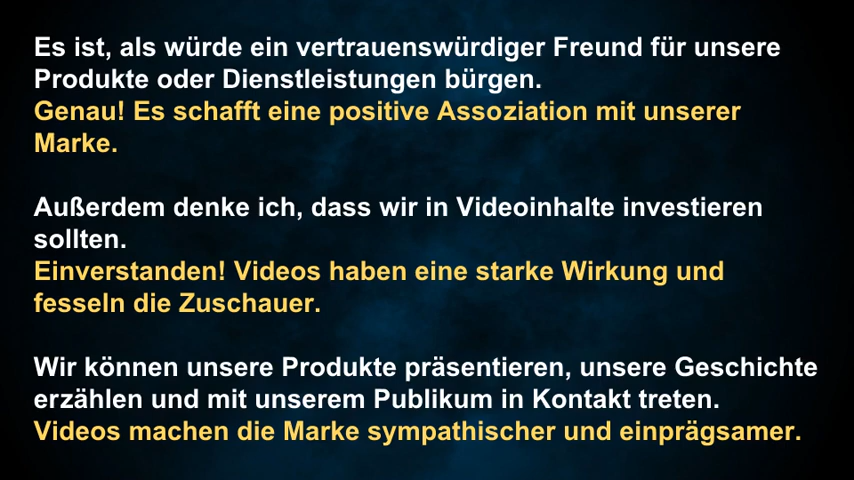 Es ist, als würde ein vertrauenswürdiger Freund für unsere
Produkte oder Dienstleistungen bürgen.
Genau! Es schafft eine positive Assoziation mit unserer
Marke.
Außerdem denke ich, dass wir in Videoinhalte investieren
sollten.
Einverstanden! Videos haben eine starke Wirkung und
fesseln die Zuschauer.
Wir können unsere Produkte präsentieren, unsere Geschichte
erzählen und mit unserem Publikum in Kontakt treten.
Videos machen die Marke sympathischer und einprägsamer.